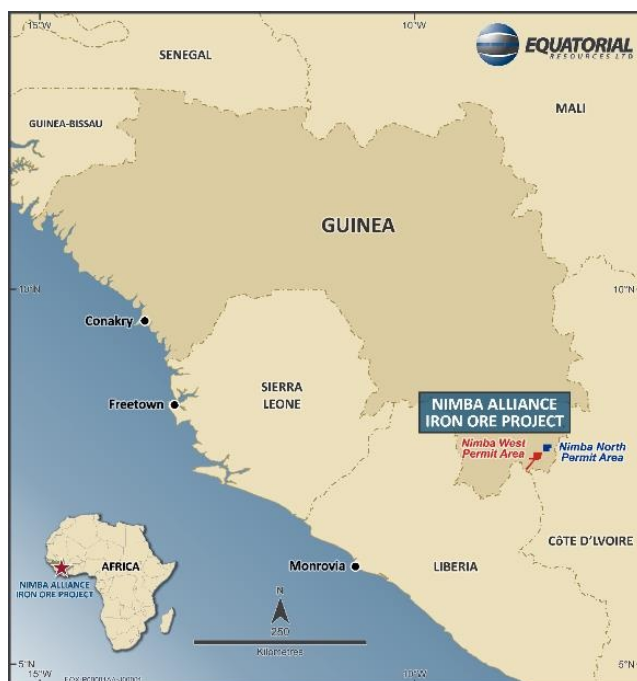 15°W
10°W
EQUATORIAL
RESOURCES LTD
SENEGAL
MALI
GUINEA-BISSAU
GUINEA
10°N
10°N
Conakry
Freetown
SIERRA
LEONE
NIMBA ALLIANCE
IRON ORE PROJECT
Nimba West
Permit Area
Nimba North
Permit Area
CôTE D'LVOIRE
AFRICA
NIMBA ALLIANCE
IRON ORE PROJECT
Monrovia
LIBERIA
N
250
Kilometres
5°N
15°W
10°W
5°N